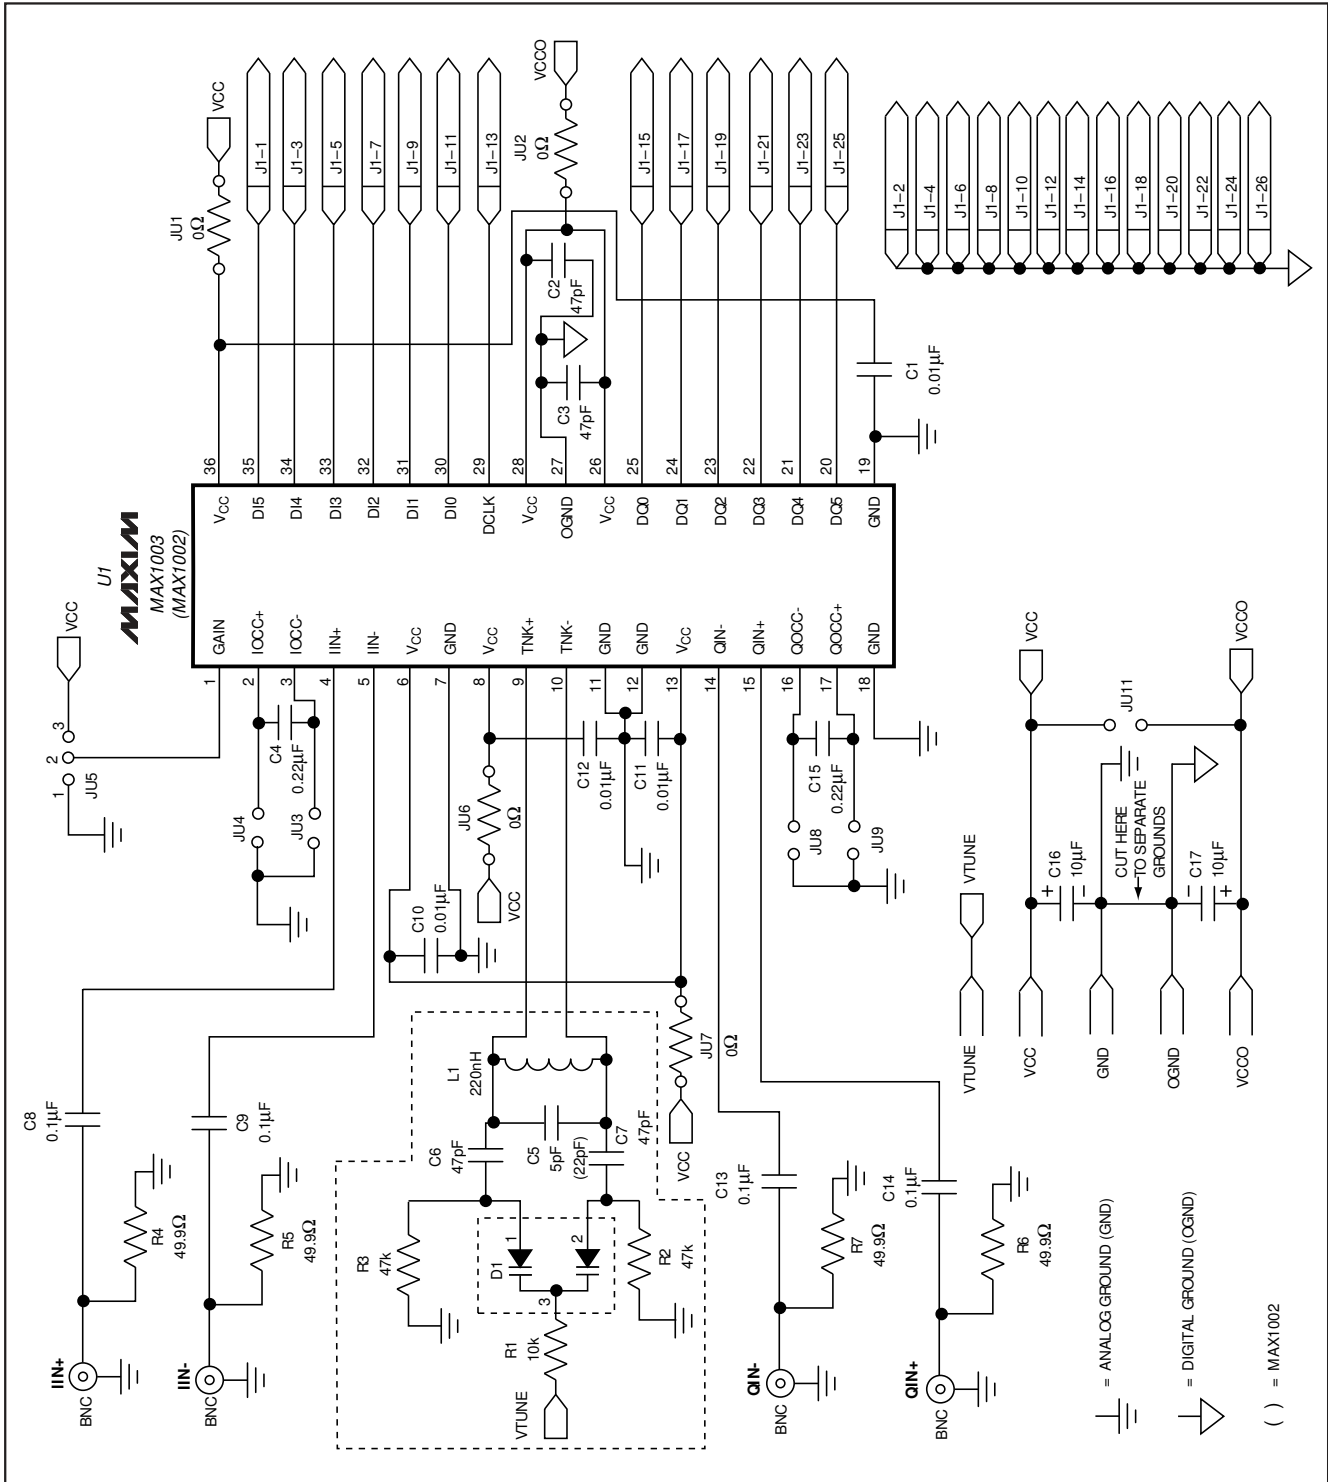 U1
MAXIM
MAX1003
(MAX1002)
VCC
JU1
0Ω
J1–1
J1–3
J1–5
J1–7
J1–9
J1–11
J1–13
VCCO
JU2
0Ω
J1–15
J1–17
J1–19
J1–21
J1–23
J1–25
J1–2
J1–4
J1–6
J1–8
J1–10
J1–12
J1–14
J1–16
J1–18
J1–20
J1–22
J1–24
J1–26
C2
47pF
C3
47pF
C1
0.01µF
36
35
34
33
32
31
30
29
28
27
26
25
24
23
22
21
20
19
VCC
DI5
DI4
DI3
DI2
DI1
DI0
DCLK
VCC
OGND
VCC
DQ0
DQ1
DQ2
DQ3
DQ4
DQ5
GND
GAIN
IOCC+
IOCC-
IIN+
IIN-
VCC
GND
VCC
TNK+
TNK-
GND
GND
VCC
QIN-
QIN+
QOCC-
QOCC+
GND
1
2
3
4
5
6
7
8
9
10
11
12
13
14
15
16
17
18
VCC
3
2
1
JU5
C4
0.22µF
JU4
JU3
C10
0.01µF
JU6
0Ω
VCC
C12
0.01µF
C11
0.01µF
C15
0.22µF
JU8
JU9
VCC
JU11
VCCO
CUT HERE
TO SEPARATE
GROUNDS
C16
10µF
+
−
C17
10µF
−
+
VTUNE
VTUNE
VCC
GND
OGND
VCCO
C8
0.1µF
C9
0.1µF
R4
49.9Ω
R5
49.9Ω
L1
220nH
C6
47pF
C5
5pF
(22pF)
C7
47pF
JU7
0Ω
VCC
R3
47k
D1
1
2
3
R2
47k
R1
10k
VTUNE
C13
0.1µF
R7
49.9Ω
C14
0.1µF
R6
49.9Ω
IIN+
BNC
IIN-
BNC
QIN-
BNC
QIN+
BNC
= ANALOG GROUND (GND)
= DIGITAL GROUND (OGND)
( ) = MAX1002